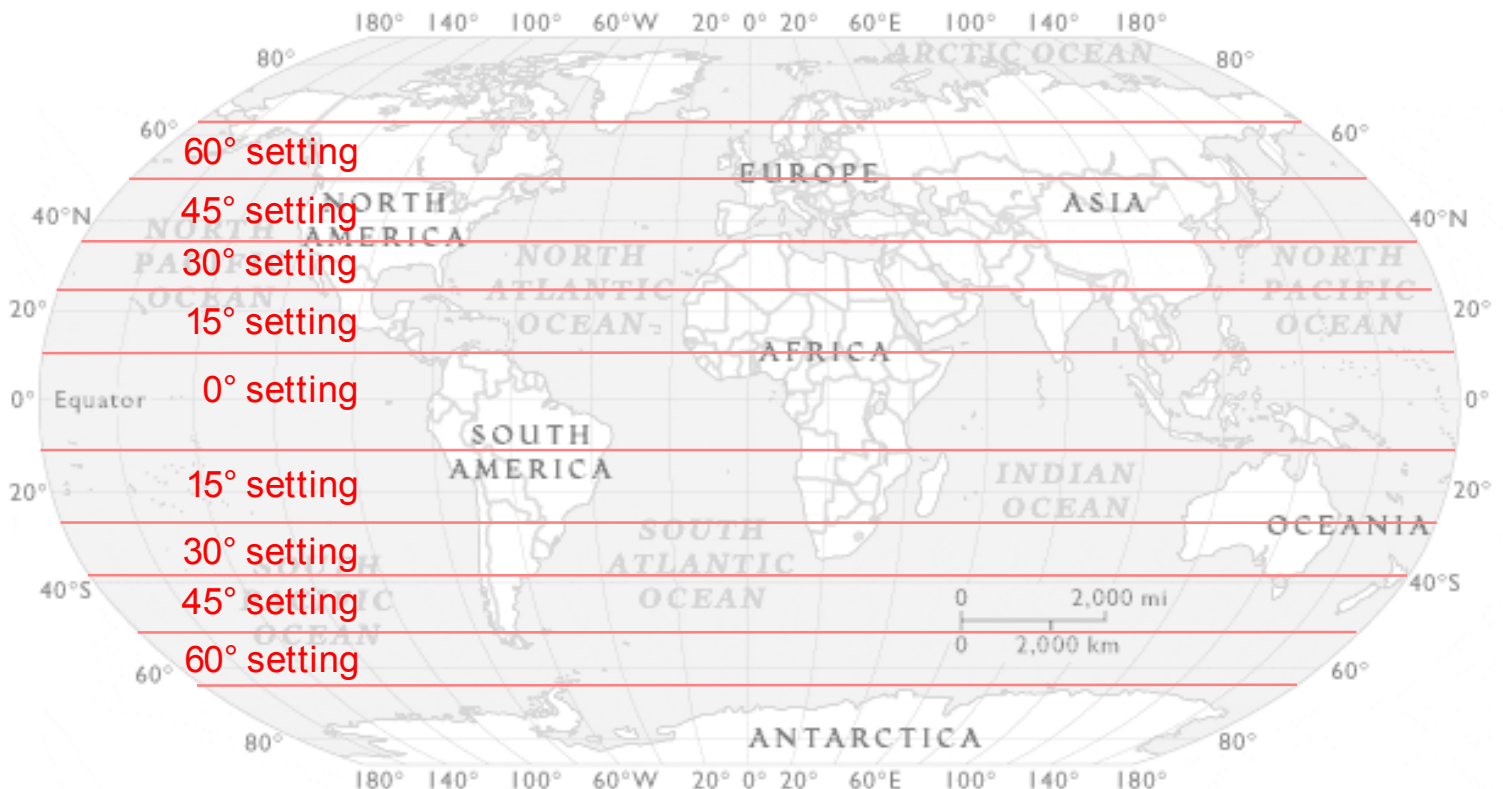 180° 140° 100° 60°W 20° 0° 20° 60°E 100° 140° 180°
ARCTIC OCEAN
80° 80°
60° 60°
60° setting
EUROPE
45° setting
NORTH
AMERICA
ASIA
40°N 40°N
NORTH
PACIFIC
OCEAN
30° setting
NORTH
ATLANTIC
OCEAN
NORTH
PACIFIC
OCEAN
20° 20°
15° setting
AFRICA
0° setting
0° Equator 0°
SOUTH
AMERICA
15° setting
INDIAN
OCEAN
20° 20°
OCEANIA
30° setting
SOUTH
PACIFIC
OCEAN
SOUTH
ATLANTIC
OCEAN
40°S 40°S
45° setting
0 2,000 mi
0 2,000 km
60° setting
60° 60°
ANTARCTICA
80° 80°
180° 140° 100° 60°W 20° 0° 20° 60°E 100° 140° 180°